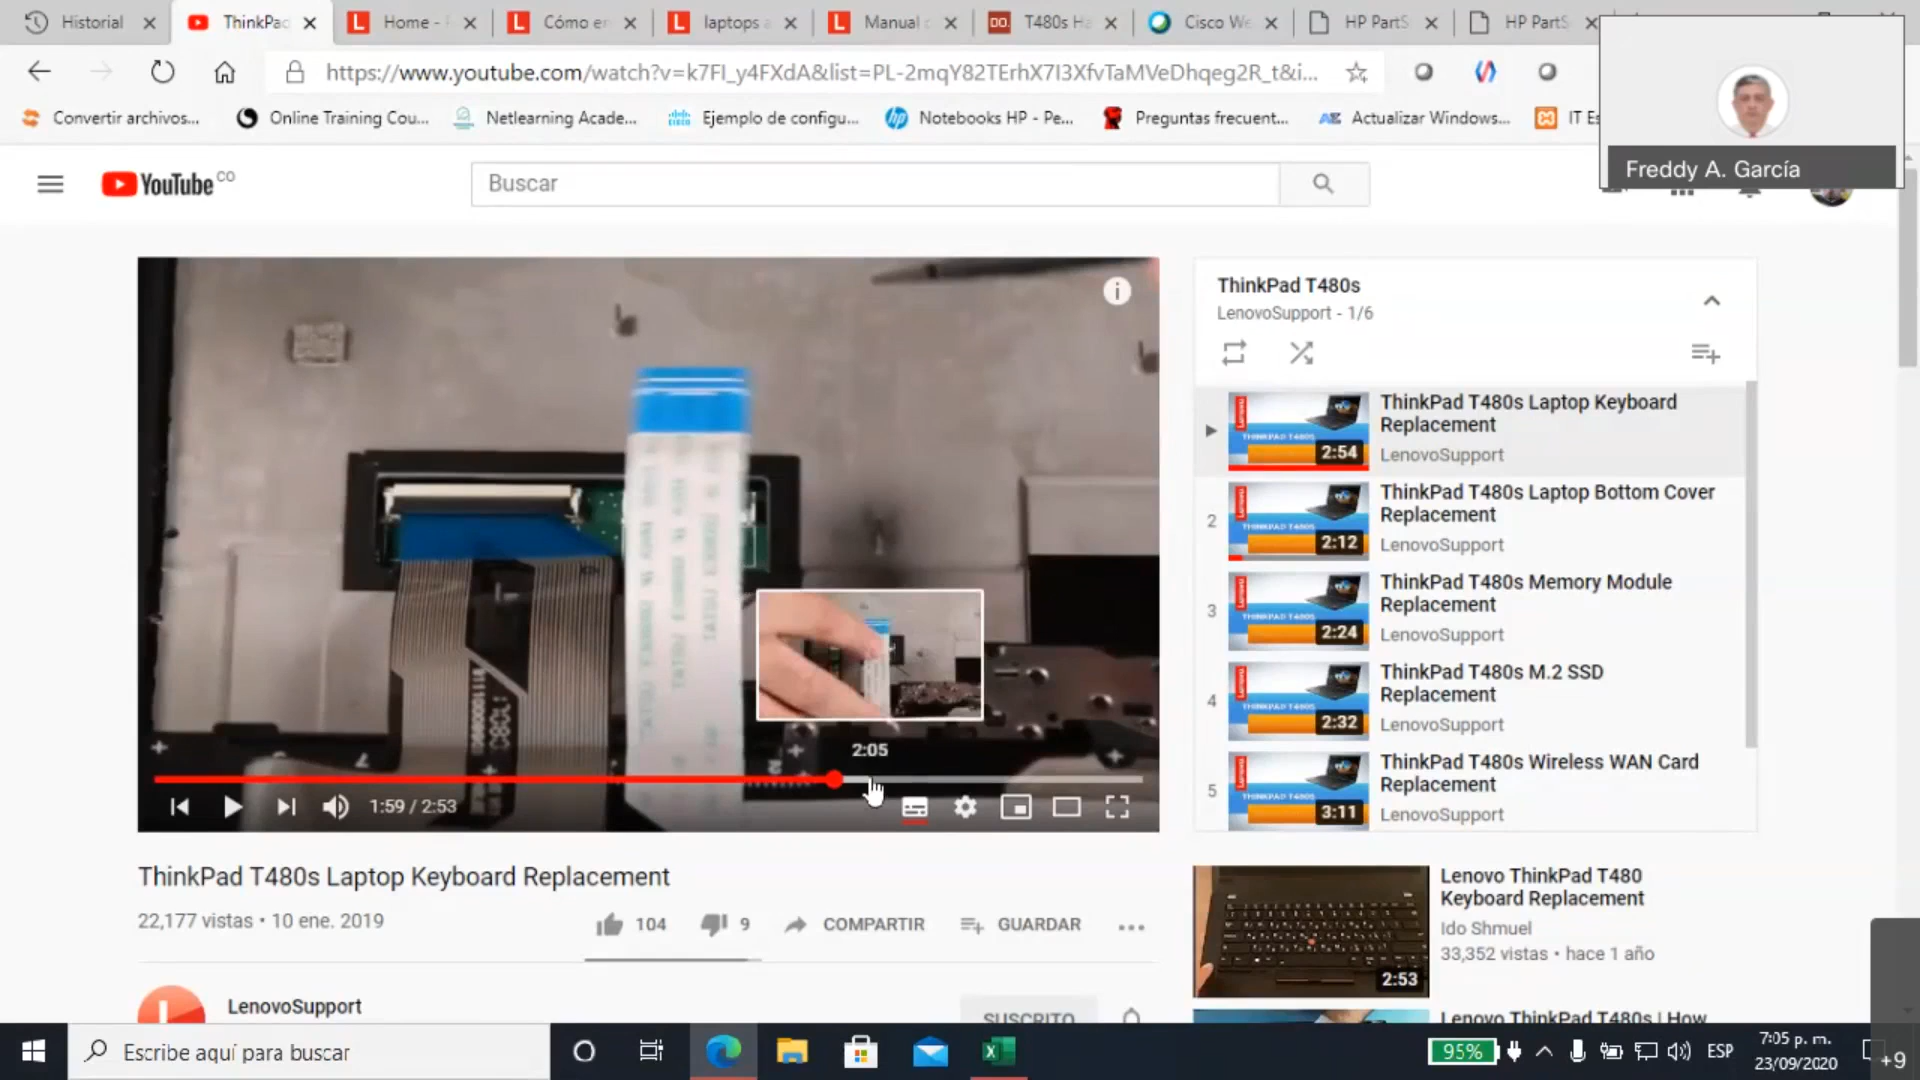 Historial
ThinkPad
Home -
Cómo en
laptops a
Manual d
T480s Ha
Cisco We
HP PartS
HP PartS
https://www.youtube.com/watch?v=k7FI_y4FXdA&list=PL-2mqY82TErhX7I3XfvTaMVeDhqeg2R_t&i...
Convertir archivos...
Online Training Cou...
Netlearning Acade...
Ejemplo de configu...
Notebooks HP - Pe...
Preguntas frecuent...
Actualizar Windows...
IT Es
Freddy A. García
YouTube CO
Buscar
ThinkPad T480s
LenovoSupport - 1/6
ThinkPad T480s Laptop Keyboard
Replacement
LenovoSupport
2:54
2
ThinkPad T480s Laptop Bottom Cover
Replacement
LenovoSupport
2:12
3
ThinkPad T480s Memory Module
Replacement
LenovoSupport
2:24
4
ThinkPad T480s M.2 SSD
Replacement
LenovoSupport
2:32
5
ThinkPad T480s Wireless WAN Card
Replacement
LenovoSupport
3:11
2:05
1:59 / 2:53
ThinkPad T480s Laptop Keyboard Replacement
22,177 vistas • 10 ene. 2019
104
9
COMPARTIR
GUARDAR
LenovoSupport
SUSCRITO
Lenovo ThinkPad T480
Keyboard Replacement
Ido Shmuel
33,352 vistas • hace 1 año
2:53
Lenovo ThinkPad T480s | How
Escribe aquí para buscar
95%
ESP
7:05 p. m.
23/09/2020
+9